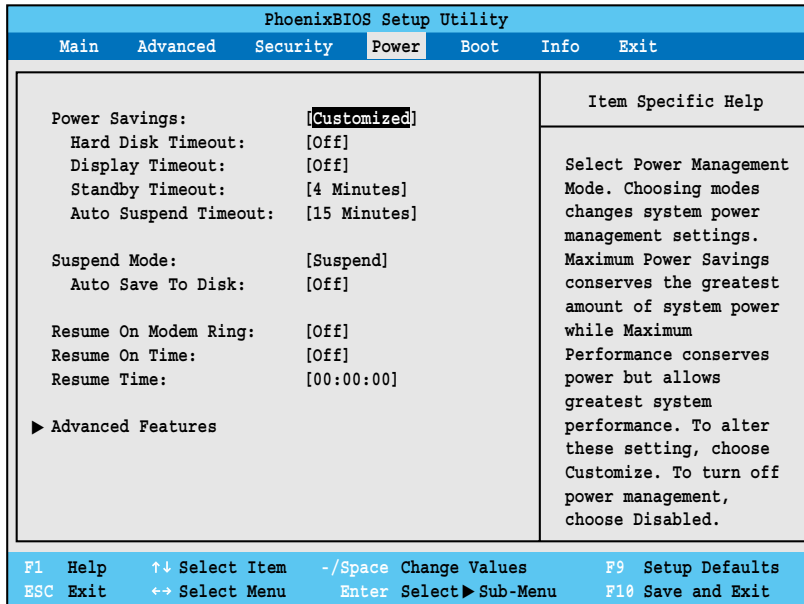 PhoenixBIOS Setup Utility
Main Advanced Security Power Boot Info Exit
Power Savings: [Customized]
Hard Disk Timeout: [Off]
Display Timeout: [Off]
Standby Timeout: [4 Minutes]
Auto Suspend Timeout: [15 Minutes]
Suspend Mode: [Suspend]
Auto Save To Disk: [Off]
Resume On Modem Ring: [Off]
Resume On Time: [Off]
Resume Time: [00:00:00]
▶ Advanced Features
Item Specific Help
Select Power Management
Mode. Choosing modes
changes system power
management settings.
Maximum Power Savings
conserves the greatest
amount of system power
while Maximum
Performance conserves
power but allows
greatest system
performance. To alter
these setting, choose
Customize. To turn off
power management,
choose Disabled.
F1 Help ↑↓ Select Item -/Space Change Values F9 Setup Defaults
ESC Exit ←→ Select Menu Enter Select ▶ Sub-Menu F10 Save and Exit